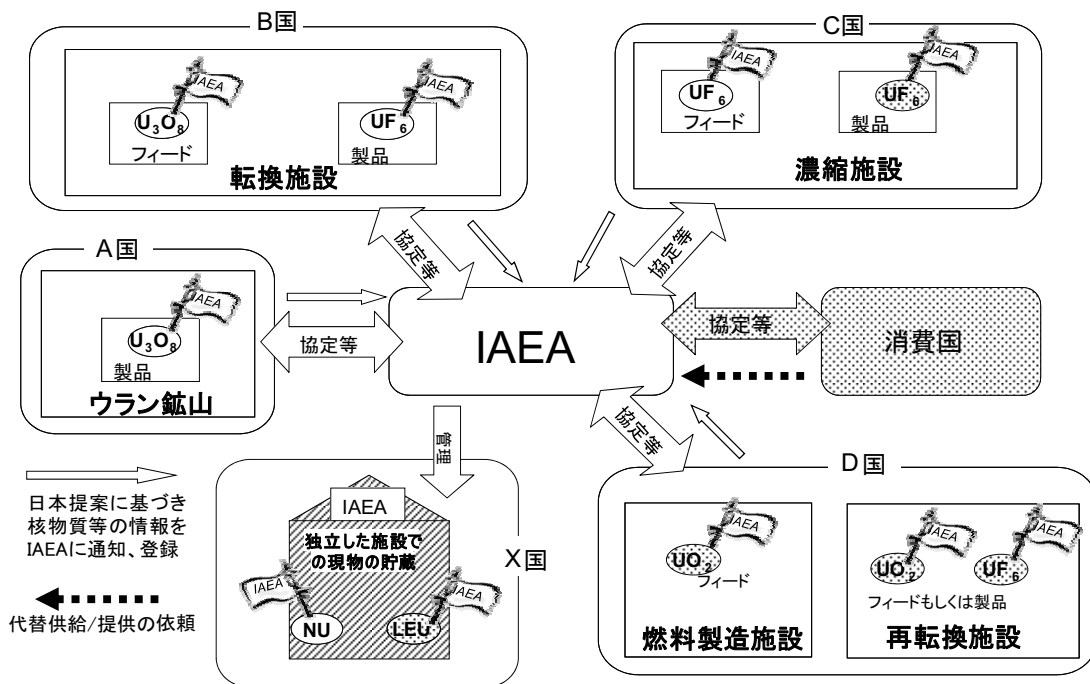 B国
IAEA
IAEA
U3O8
フィード
UF6
製品
転換施設
C国
IAEA
IAEA
UF6
フィード
UF6
製品
濃縮施設
A国
IAEA
U3O8
製品
ウラン鉱山
協定等
協定等
協定等
IAEA
協定等
消費国
協定等
管理
日本提案に基づき
核物質等の情報を
IAEAに通知、登録
代替供給/提供の依頼
X国
IAEA
独立した施設で
の現物の貯蔵
IAEA
NU
IAEA
LEU
D国
IAEA
UO2
フィード
燃料製造施設
IAEA
UO2
IAEA
UF6
フィードもしくは製品
再転換施設